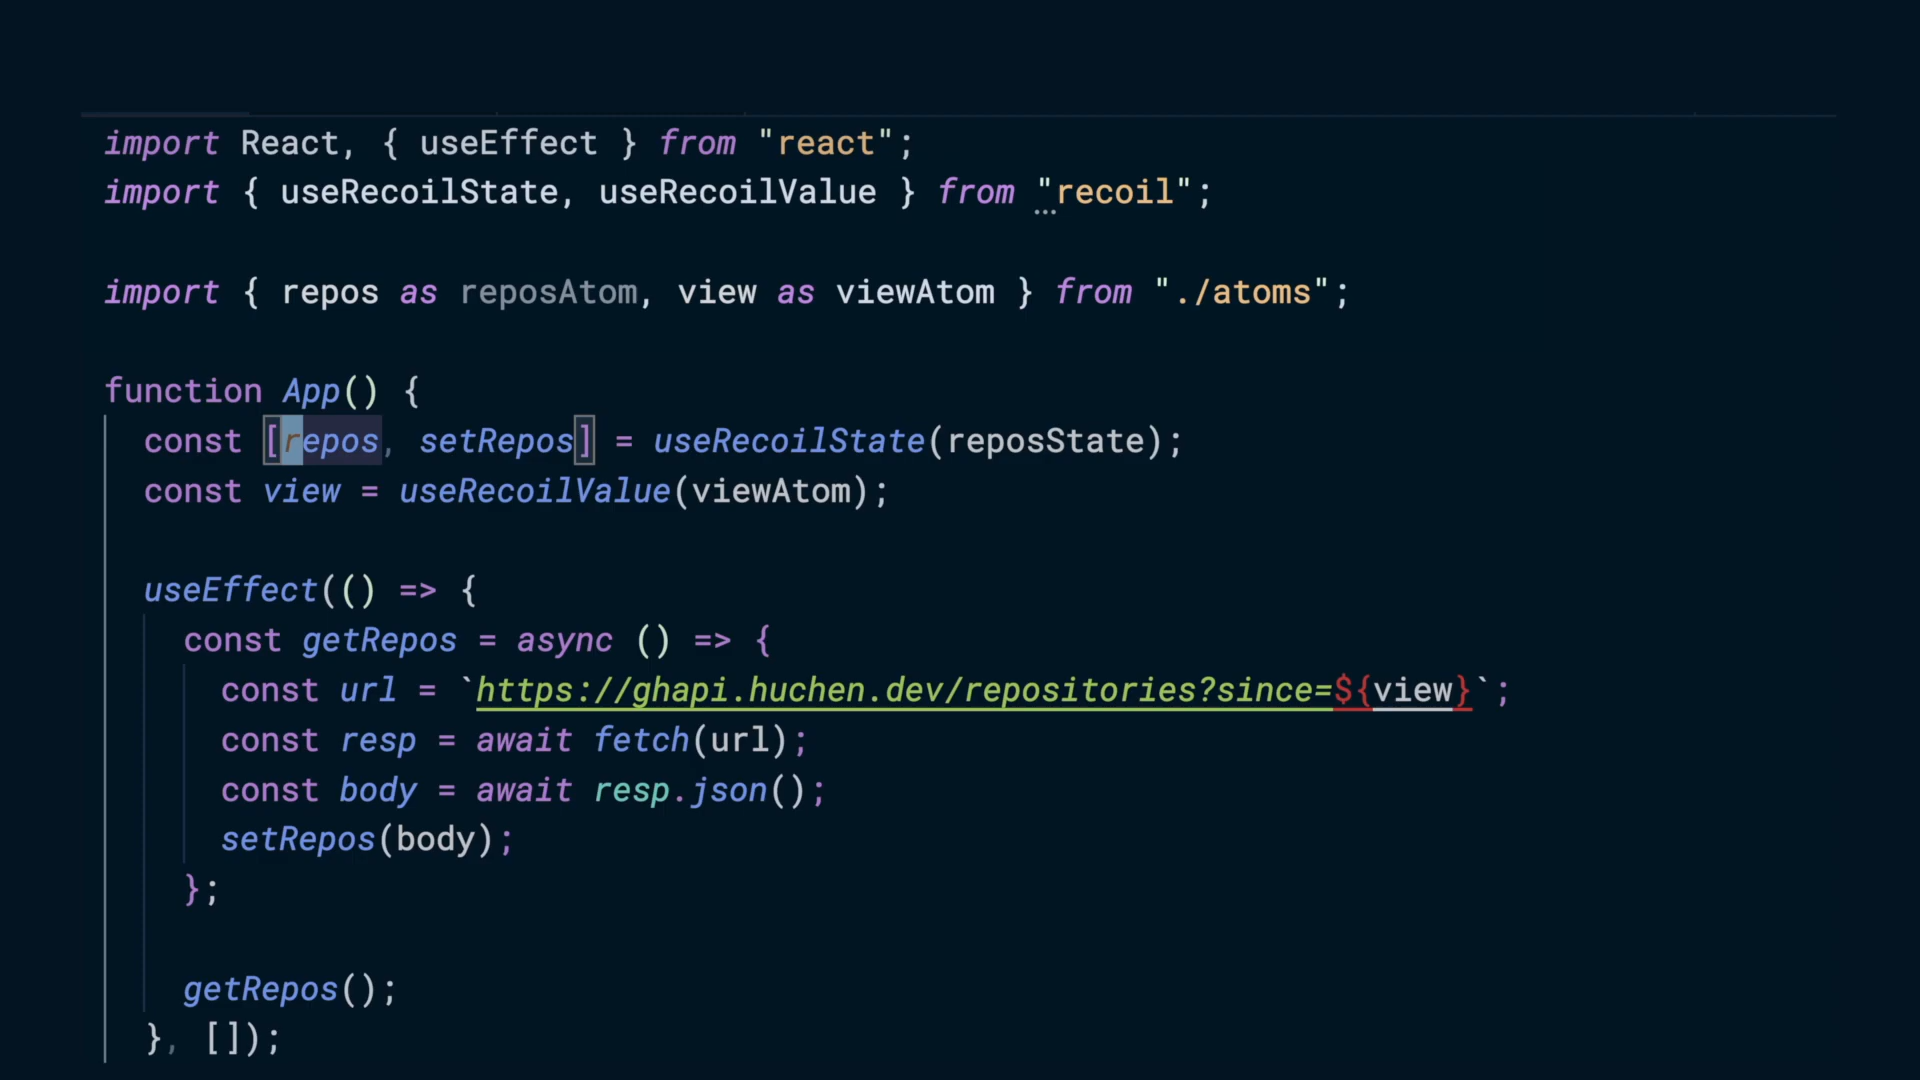 import React, { useEffect } from "react";
import { useRecoilState, useRecoilValue } from "recoil";
import { repos as reposAtom, view as viewAtom } from "./atoms";
function App() {
const [repos, setRepos] = useRecoilState(reposState);
const view = useRecoilValue(viewAtom);
useEffect(() => {
const getRepos = async () => {
const url = `https://ghapi.huchen.dev/repositories?since=${view}`;
const resp = await fetch(url);
const body = await resp.json();
setRepos(body);
};
getRepos();
}, []);